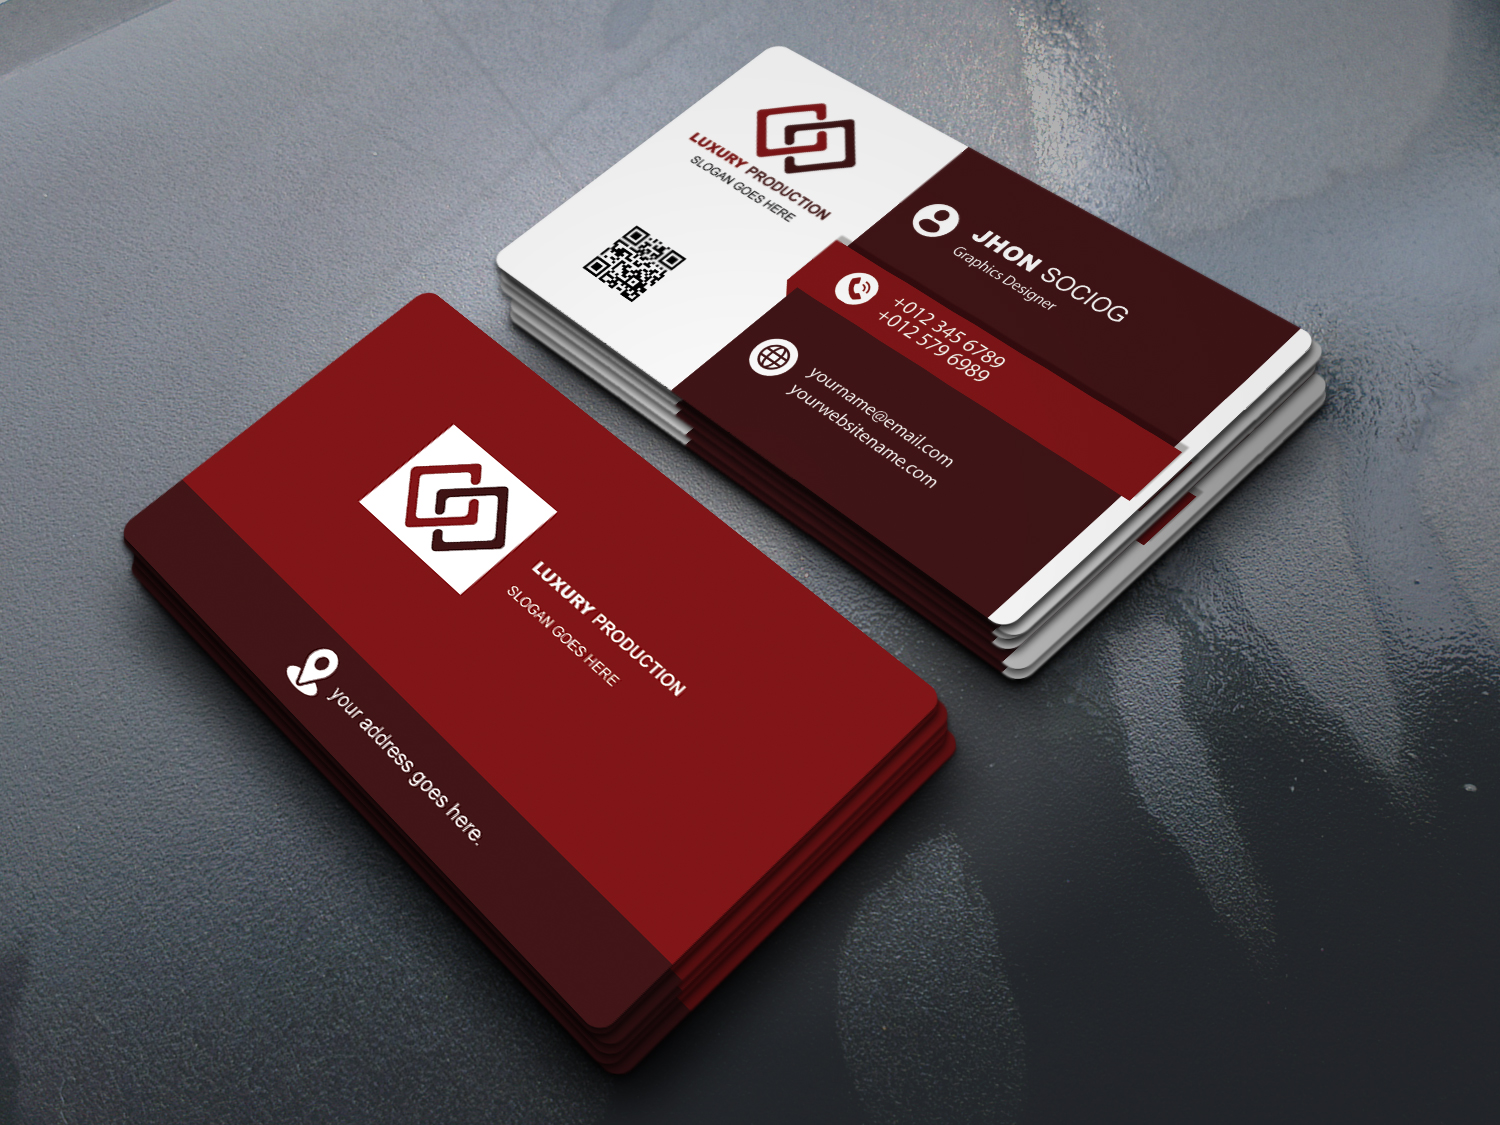 LUXURY PRODUCTION
SLOGAN GOES HERE
JHON SOCIOG
Graphics Designer
+012 345 6789
+012 579 6989
yourname@email.com
yourwebsitename.com
LUXURY PRODUCTION
SLOGAN GOES HERE
your address goes here.